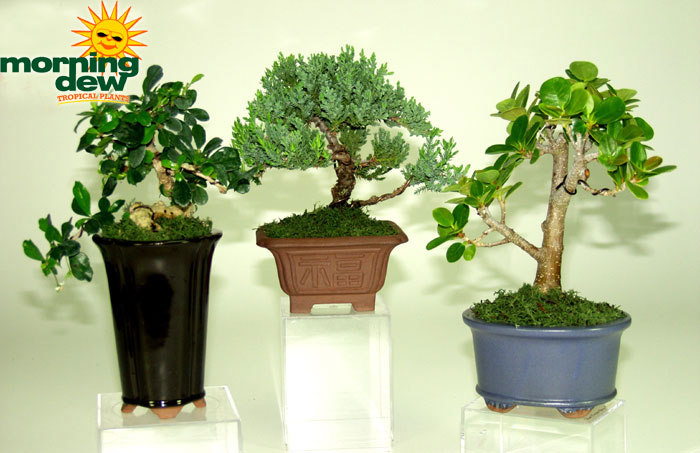 morning
dew
TROPICAL PLANTS
福